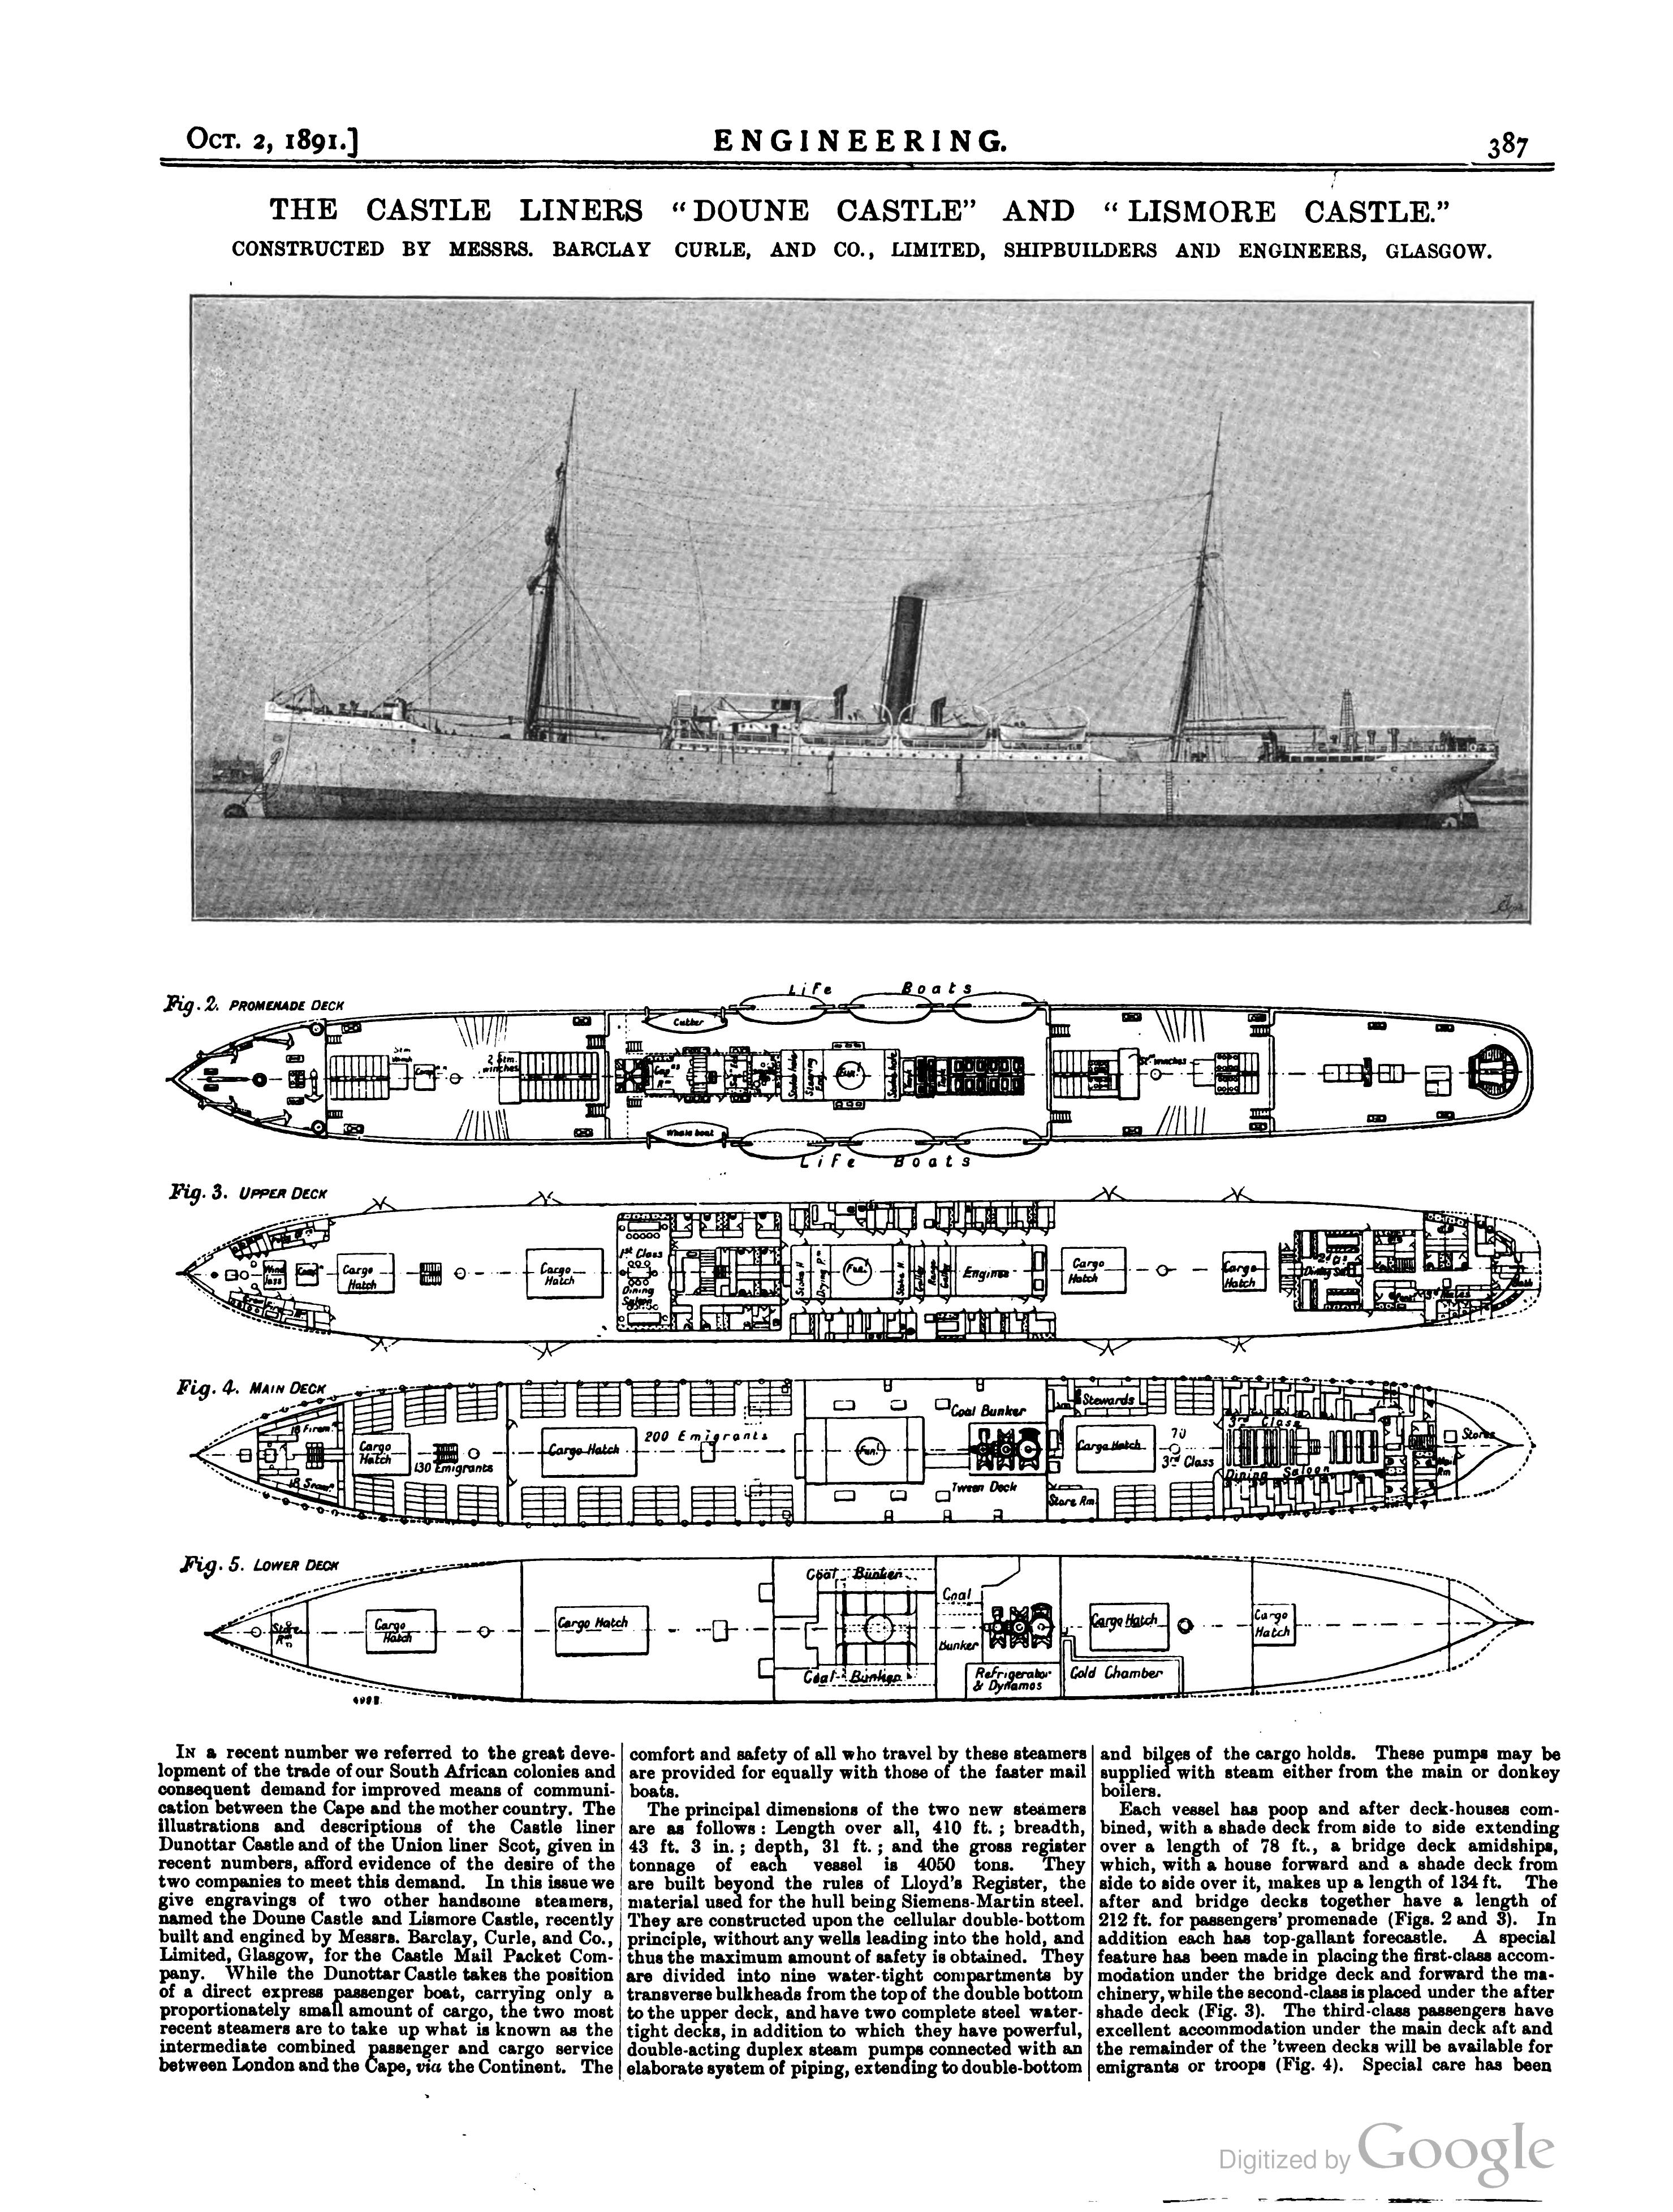 OCT. 2, 1891.] ENGINEERING. 387
THE CASTLE LINERS “DOUNE CASTLE” AND “LISMORE CASTLE.”
CONSTRUCTED BY MESSRS. BARCLAY CURLE, AND CO., LIMITED, SHIPBUILDERS AND ENGINEERS, GLASGOW.
Fig. 2. PROMENADE DECK
Life Boats
Cutter
2 Stm. winches
Cap.ns Rm
Fun.l
Whale boat
Life Boats
Fig. 3. UPPER DECK
Wind lass
Cargo Hatch
Cargo Hatch
1st Class Dining Saloon
Fun.l
Engines
Cargo Hatch
Cargo Hatch
Fig. 4. MAIN DECK
Cargo Hatch
130 Emigrants
Cargo Hatch
200 Emigrants
Fun.l
Coal Bunker
Tween Deck
Stewards
Cargo Hatch
Store Rm
70
3rd Class
3rd Class
Dining Saloon
Stores
Mail Rm
Fig. 5. LOWER DECK
Store Rm
Cargo Hatch
Cargo Hatch
Coal Bunker
Coal Bunker
Coal Bunker
Refrigerator & Dynamos
Cargo Hatch
Cold Chamber
Cargo Hatch
IN a recent number we referred to the great deve-
lopment of the trade of our South African colonies and
consequent demand for improved means of communi-
cation between the Cape and the mother country. The
illustrations and descriptions of the Castle liner
Dunottar Castle and of the Union liner Scot, given in
recent numbers, afford evidence of the desire of the
two companies to meet this demand. In this issue we
give engravings of two other handsome steamers,
named the Doune Castle and Lismore Castle, recently
built and engined by Messrs. Barclay, Curle, and Co.,
Limited, Glasgow, for the Castle Mail Packet Com-
pany. While the Dunottar Castle takes the position
of a direct express passenger boat, carrying only a
proportionately small amount of cargo, the two most
recent steamers are to take up what is known as the
intermediate combined passenger and cargo service
between London and the Cape, via the Continent. The
comfort and safety of all who travel by these steamers
are provided for equally with those of the faster mail
boats.
The principal dimensions of the two new steamers
are as follows: Length over all, 410 ft.; breadth,
43 ft. 3 in.; depth, 31 ft.; and the gross register
tonnage of each vessel is 4050 tons. They
are built beyond the rules of Lloyd's Register, the
material used for the hull being Siemens-Martin steel.
They are constructed upon the cellular double-bottom
principle, without any wells leading into the hold, and
thus the maximum amount of safety is obtained. They
are divided into nine water-tight compartments by
transverse bulkheads from the top of the double bottom
to the upper deck, and have two complete steel water-
tight decks, in addition to which they have powerful,
double-acting duplex steam pumps connected with an
elaborate system of piping, extending to double-bottom
and bilges of the cargo holds. These pumps may be
supplied with steam either from the main or donkey
boilers.
Each vessel has poop and after deck-houses com-
bined, with a shade deck from side to side extending
over a length of 78 ft., a bridge deck amidships,
which, with a house forward and a shade deck from
side to side over it, makes up a length of 134 ft. The
after and bridge decks together have a length of
212 ft. for passengers' promenade (Figs. 2 and 3). In
addition each has top-gallant forecastle. A special
feature has been made in placing the first-class accom-
modation under the bridge deck and forward the ma-
chinery, while the second-class is placed under the after
shade deck (Fig. 3). The third-class passengers have
excellent accommodation under the main deck aft and
the remainder of the 'tween decks will be available for
emigrants or troops (Fig. 4). Special care has been
Digitized by Google